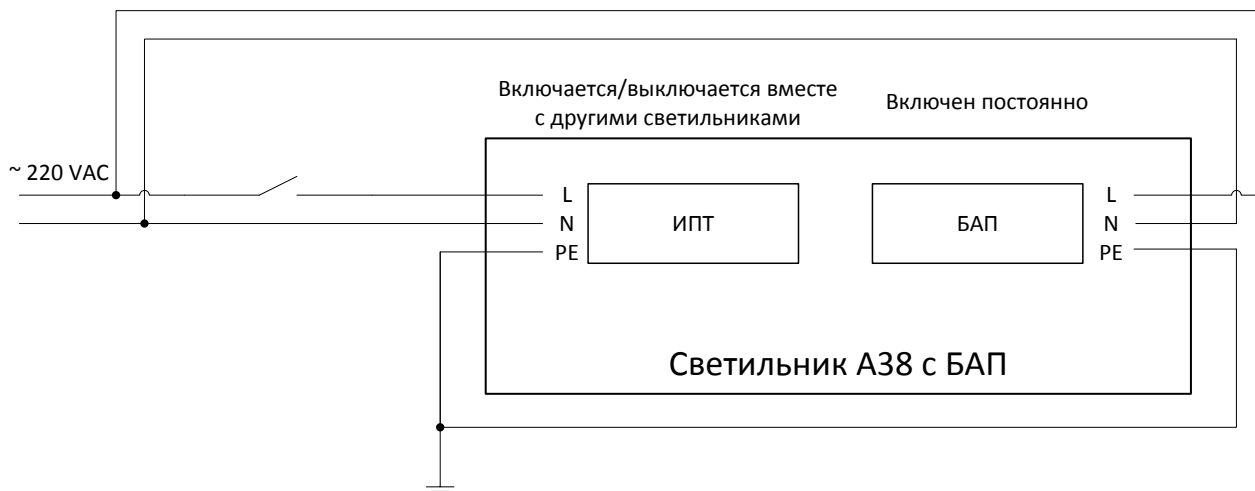 Включается/выключается вместе
с другими светильниками
Включен постоянно
~ 220 VAC
L
N
PE
ИПТ
БАП
L
N
PE
Светильник А38 с БАП